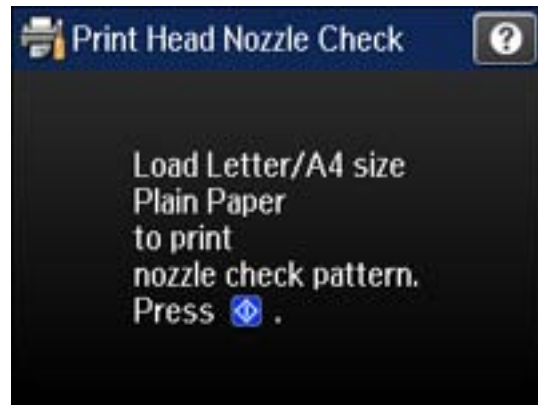 Print Head Nozzle Check
?
Load Letter/A4 size
Plain Paper
to print
nozzle check pattern.
Press .